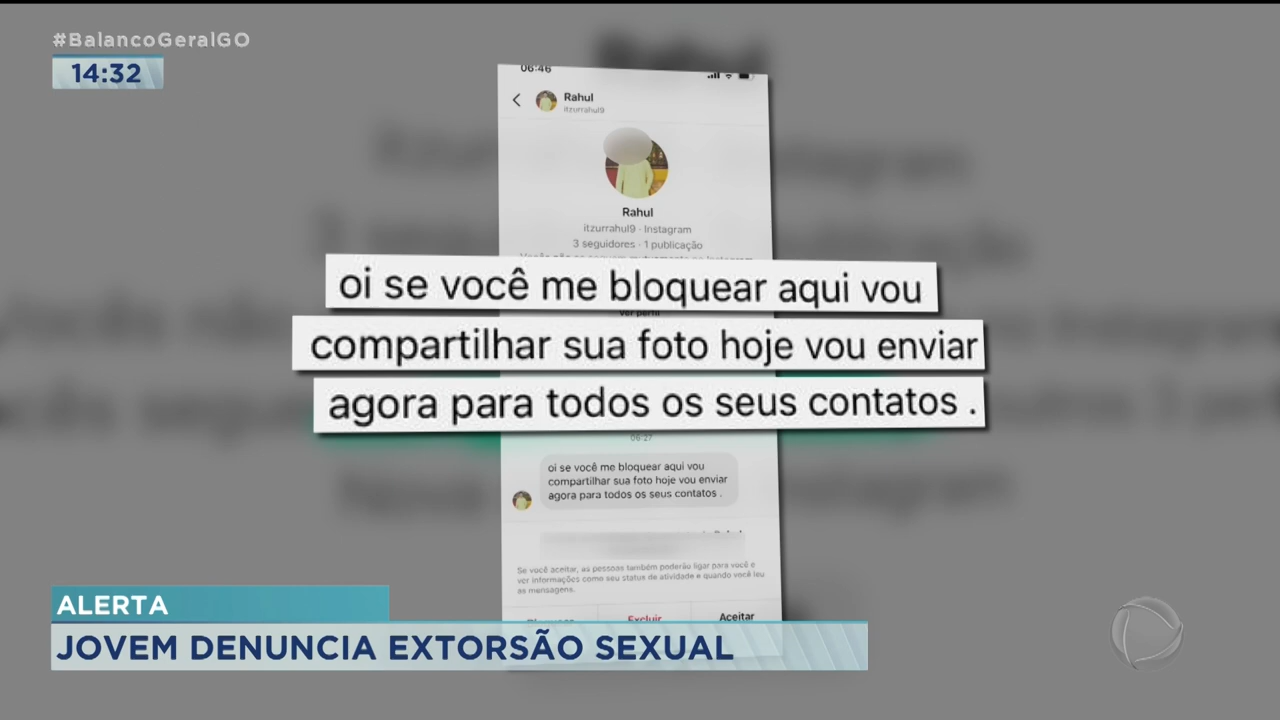 #BalancoGeralGO
14:32
06:46
Rahul
itzurrahul9
Rahul
itzurrahul9 · Instagram
3 seguidores · 1 publicação
oi se você me bloquear aqui vou
compartilhar sua foto hoje vou enviar
agora para todos os seus contatos .
06:27
oi se você me bloquear aqui vou
compartilhar sua foto hoje vou enviar
agora para todos os seus contatos .
Se você aceitar, as pessoas também poderão ligar para você e
ver informações como seu status de atividade e quando você leu
as mensagens.
Excluir
Aceitar
ALERTA
JOVEM DENUNCIA EXTORSÃO SEXUAL